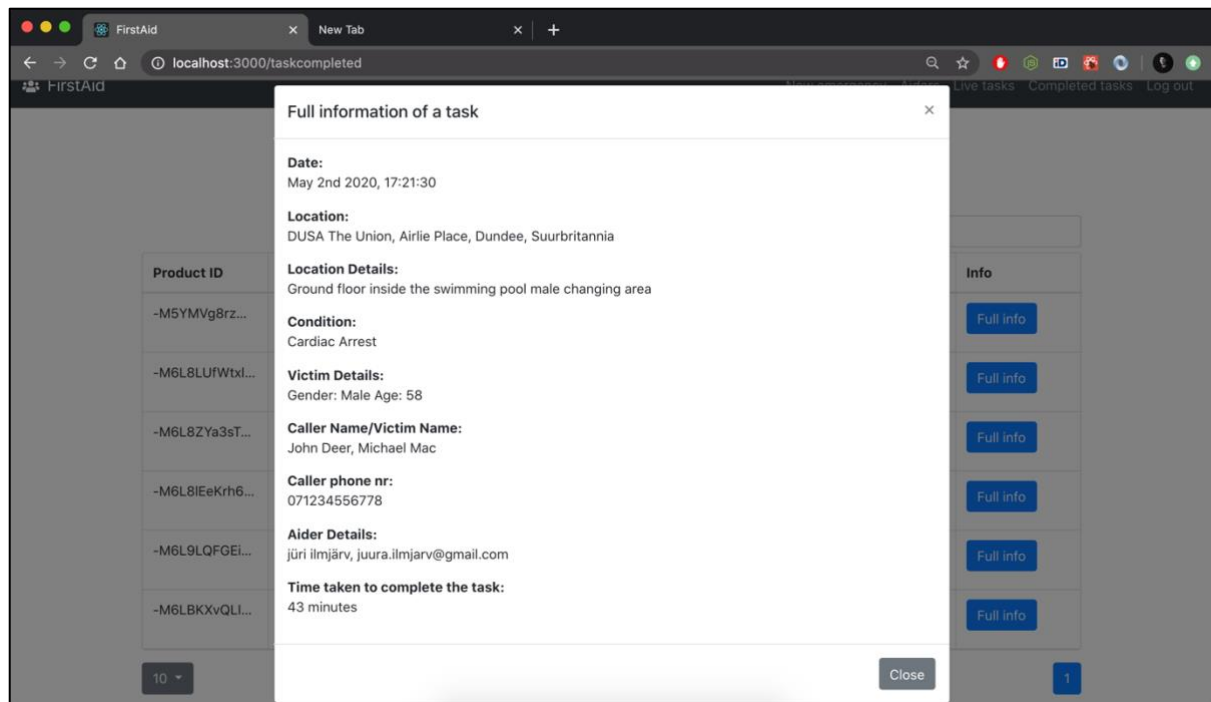 FirstAid
New Tab
localhost:3000/taskcompleted
FirstAid
New emergency Aiders Live tasks Completed tasks Log out
Full information of a task
×
Date:
May 2nd 2020, 17:21:30
Location:
DUSA The Union, Airlie Place, Dundee, Suurbritannia
Location Details:
Ground floor inside the swimming pool male changing area
Condition:
Cardiac Arrest
Victim Details:
Gender: Male Age: 58
Caller Name/Victim Name:
John Deer, Michael Mac
Caller phone nr:
071234556778
Aider Details:
jüri ilmjärv, juura.ilmjarv@gmail.com
Time taken to complete the task:
43 minutes
Close
Product ID
Info
-M5YMVg8rz...
Full info
-M6L8LUfWtxl...
Full info
-M6L8ZYa3sT...
Full info
-M6L8lEeKrh6...
Full info
-M6L9LQFGEi...
Full info
-M6LBKXvQLl...
Full info
10
1